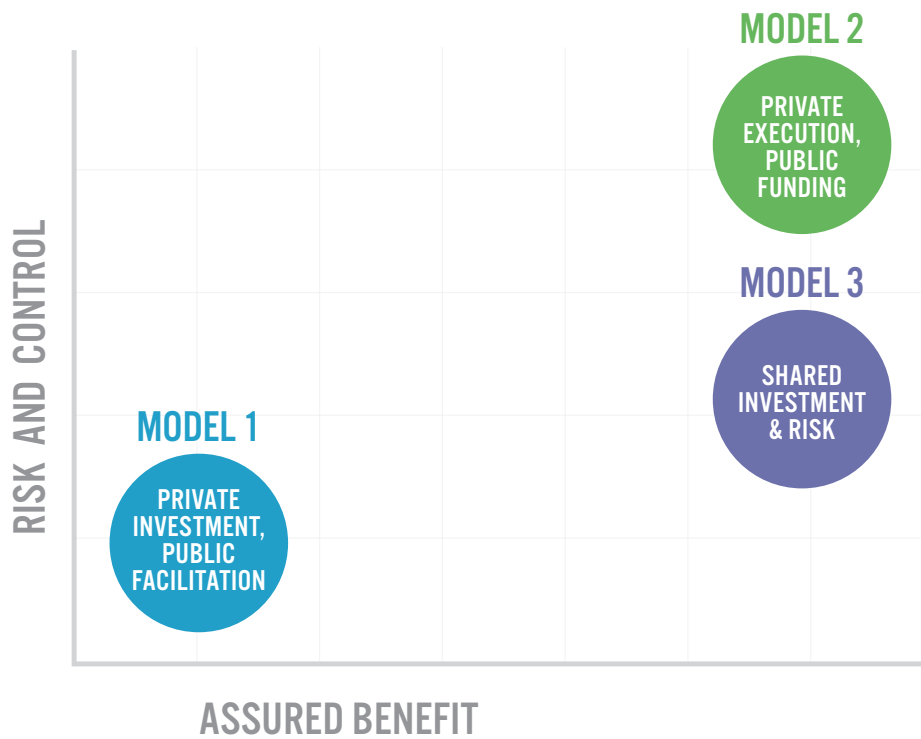 MODEL 2
PRIVATE
EXECUTION,
PUBLIC
FUNDING
MODEL 3
SHARED
INVESTMENT
& RISK
MODEL 1
PRIVATE
INVESTMENT,
PUBLIC
FACILITATION
RISK AND CONTROL
ASSURED BENEFIT